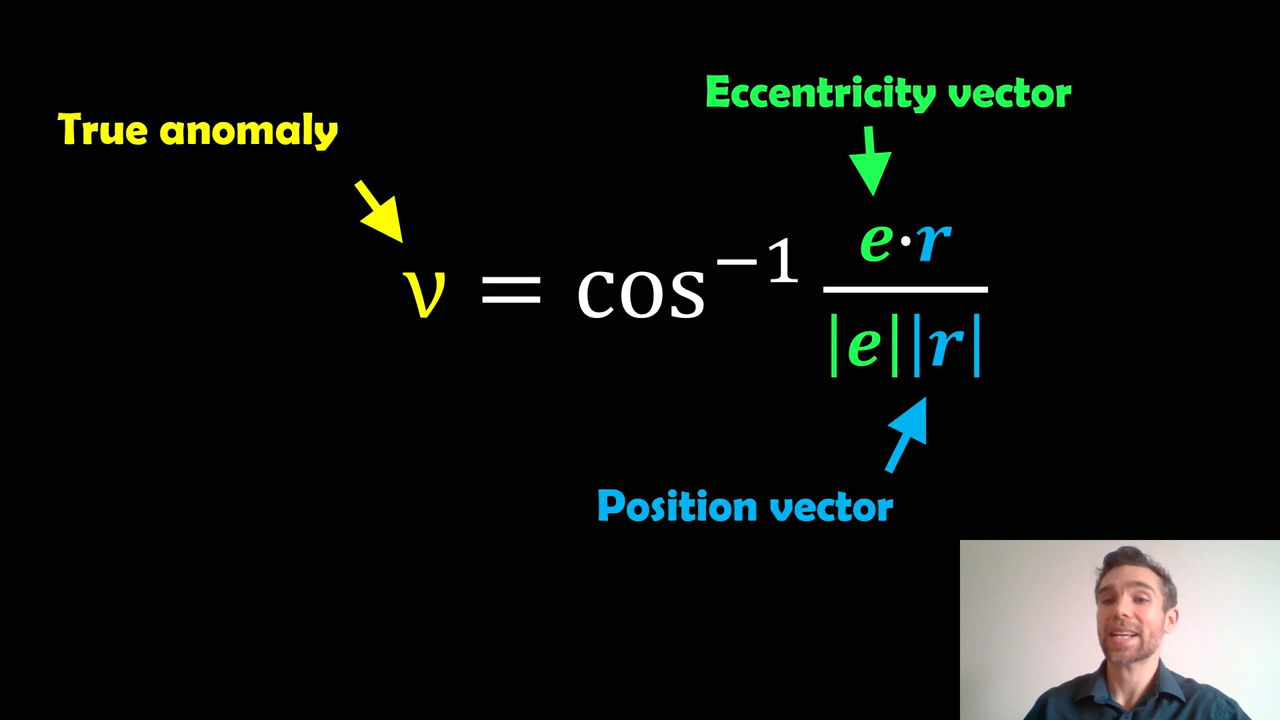 Eccentricity vector
True anomaly
ν = cos⁻¹ e·r / |e||r|
Position vector